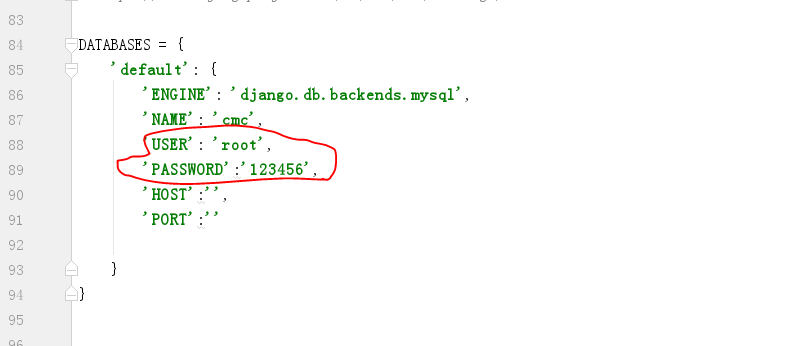 83
84 DATABASES = {
85 'default': {
86 'ENGINE': 'django.db.backends.mysql',
87 'NAME': 'cmc',
88 USER': 'root',
89 'PASSWORD':'123456',
90 'HOST':'',
91 'PORT':''
92
93 }
94 }
95
96